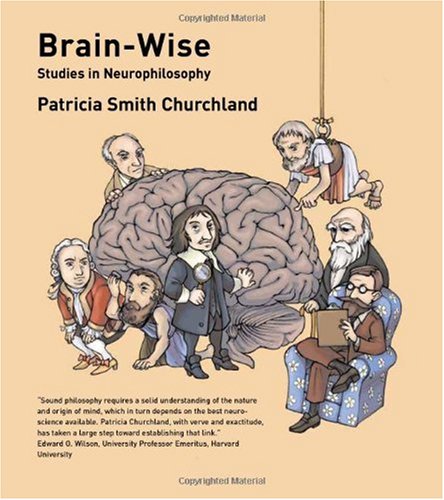 Copyrighted Material
Brain-Wise
Studies in Neurophilosophy
Patricia Smith Churchland
"Sound philosophy requires a solid understanding of the nature
and origin of mind, which in turn depends on the best neuro-
science available. Patricia Churchland, with verve and exactitude,
has taken a large step toward establishing that link."
Edward O. Wilson, University Professor Emeritus, Harvard
University
Copyrighted Material